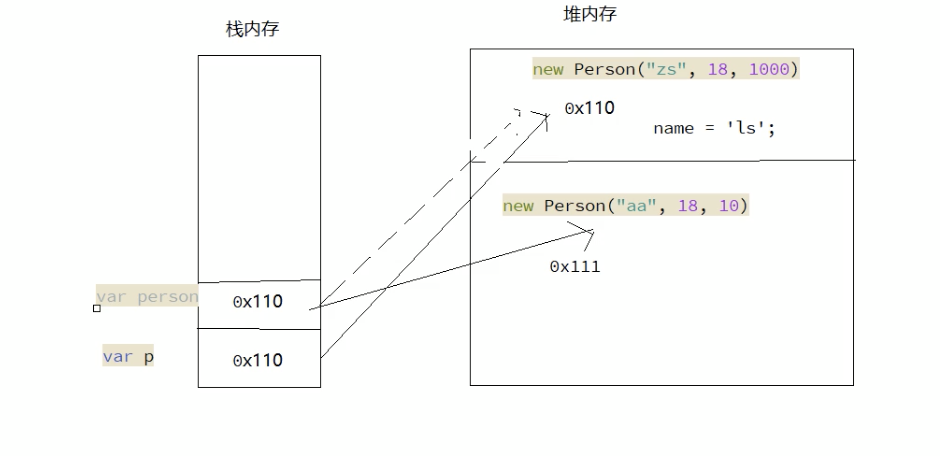 栈内存
堆内存
new Person("zs", 18, 1000)
0x110
name = 'ls';
new Person("aa", 18, 10)
0x111
var person
0x110
var p
0x110